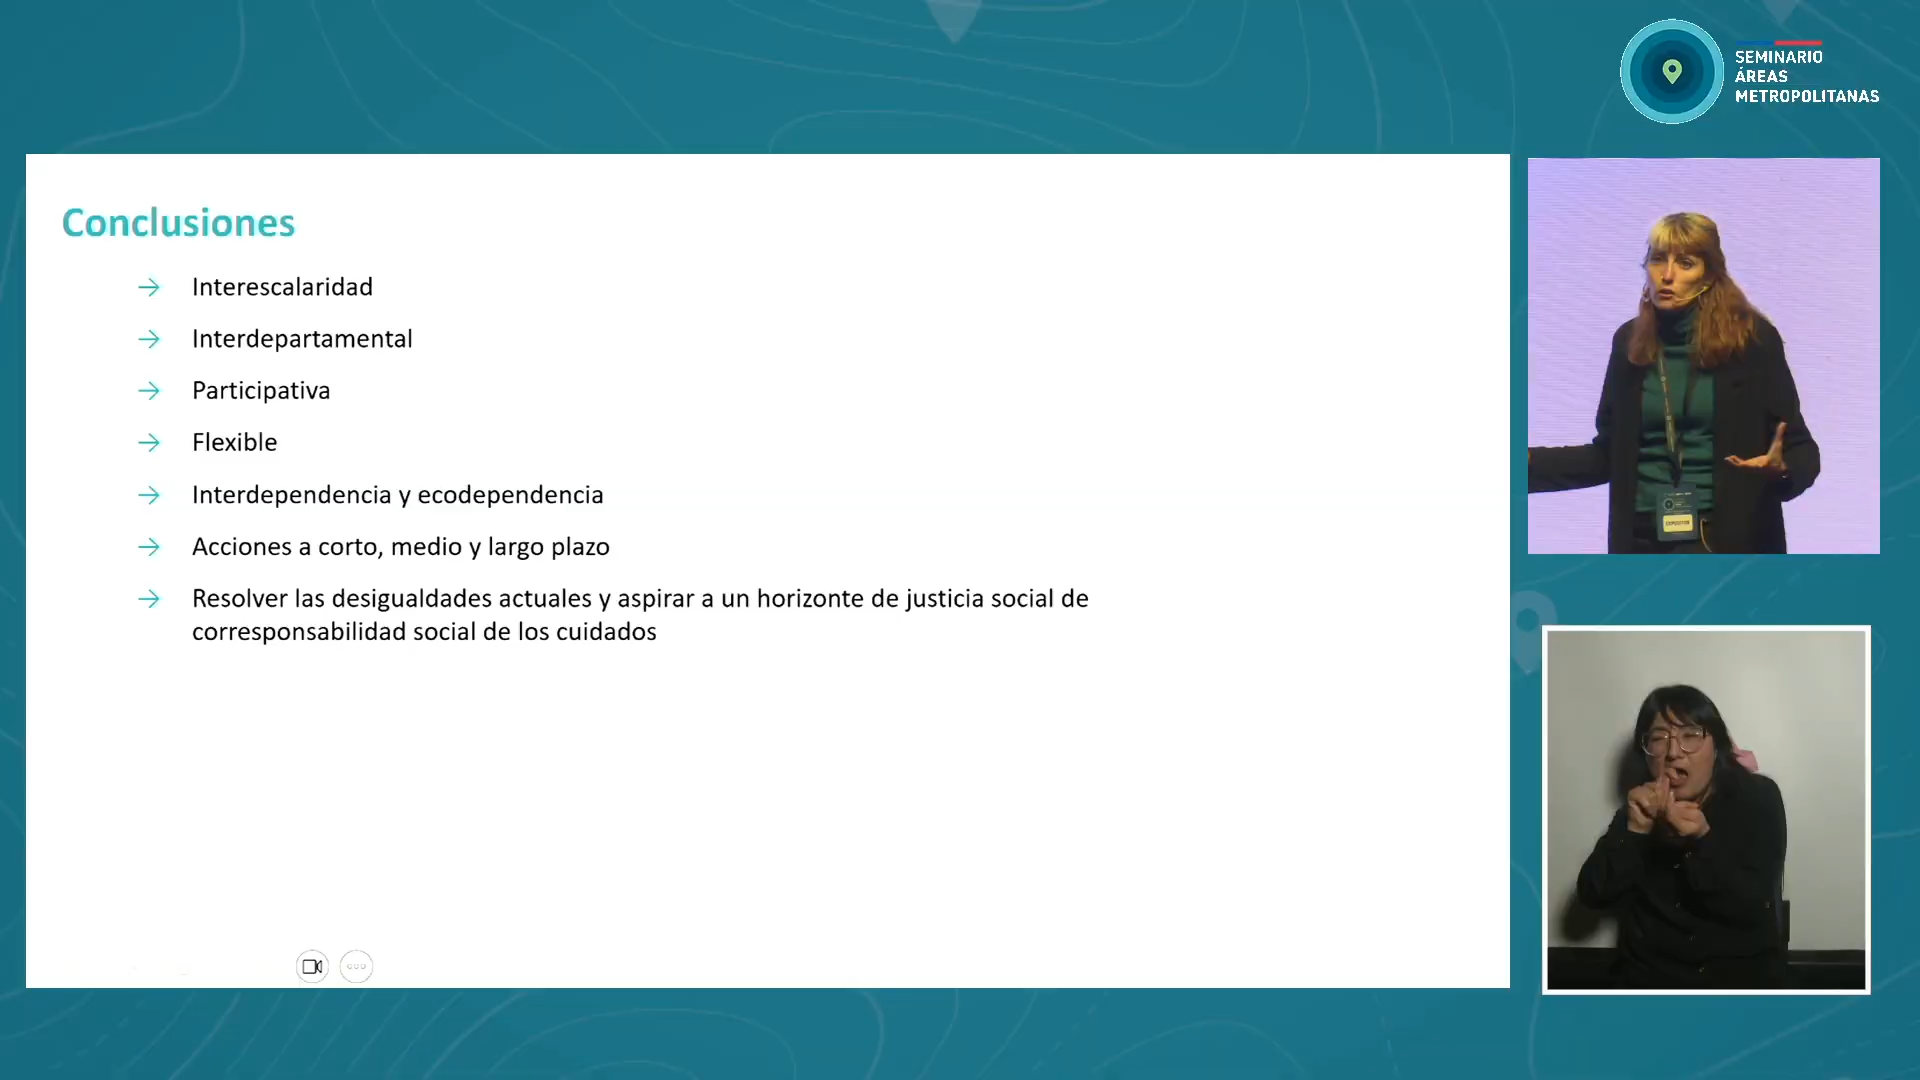 SEMINARIO
ÁREAS
METROPOLITANAS
Conclusiones
→ Interescalaridad
→ Interdepartamental
→ Participativa
→ Flexible
→ Interdependencia y ecodependencia
→ Acciones a corto, medio y largo plazo
→ Resolver las desigualdades actuales y aspirar a un horizonte de justicia social de
corresponsabilidad social de los cuidados
EXPOSITOR